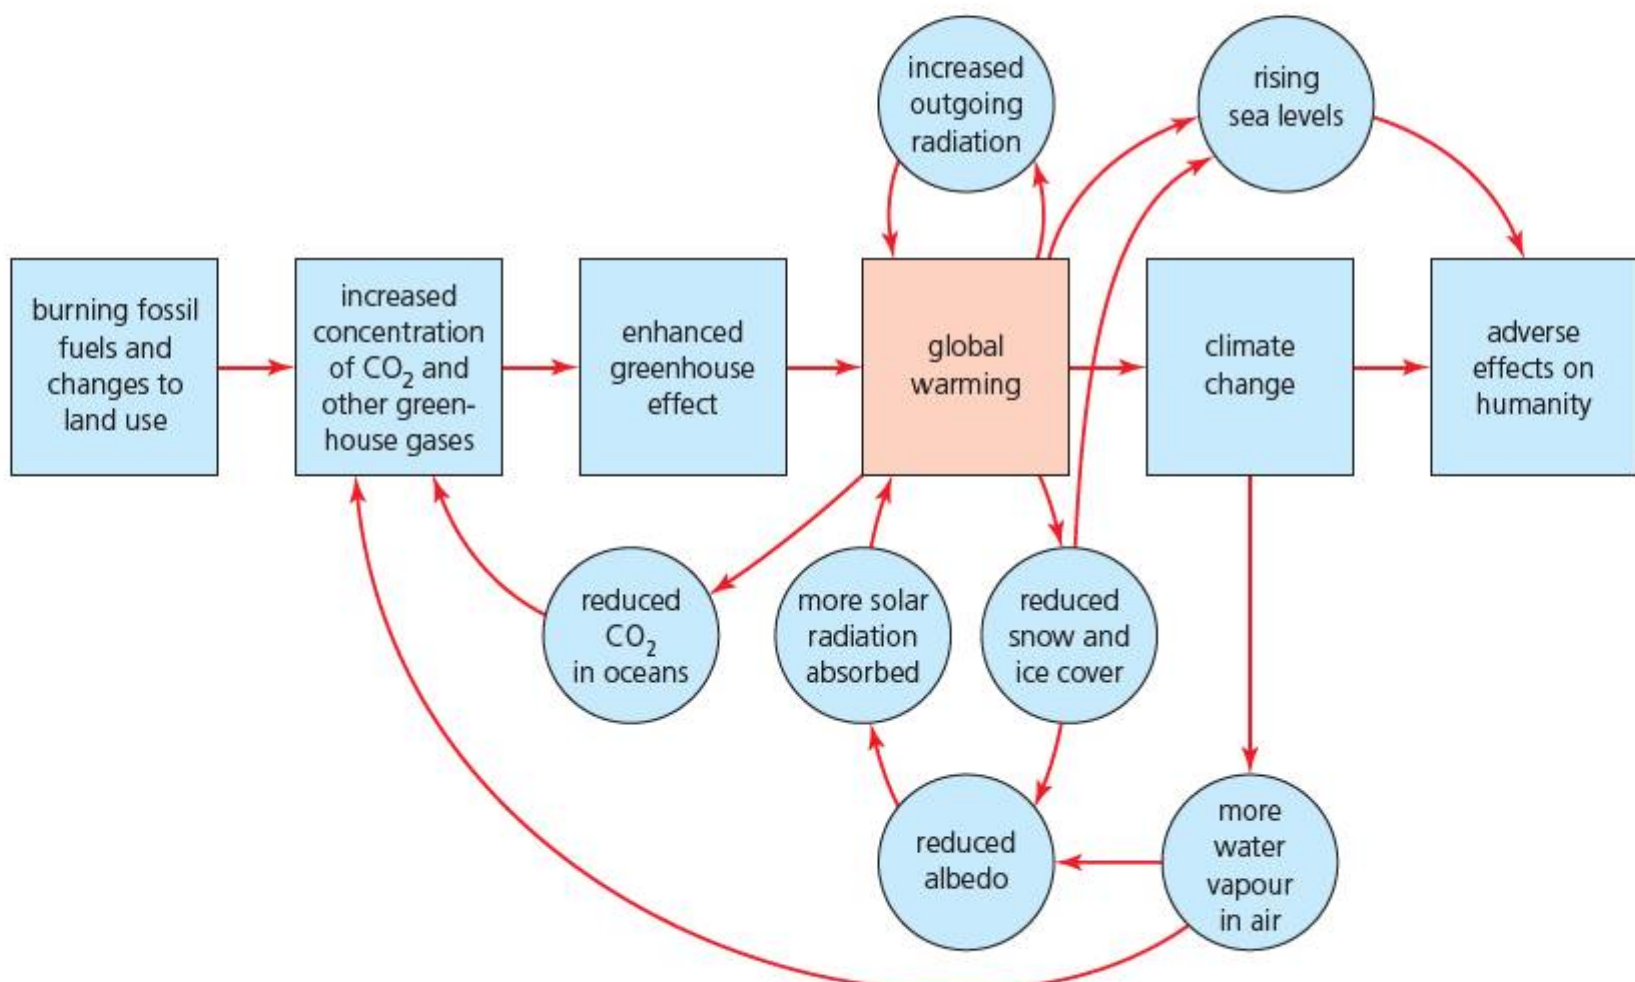 increased
outgoing
radiation
rising
sea levels
burning fossil
fuels and
changes to
land use
increased
concentration
of CO₂ and
other green-
house gases
enhanced
greenhouse
effect
global
warming
climate
change
adverse
effects on
humanity
reduced
CO₂
in oceans
more solar
radiation
absorbed
reduced
snow and
ice cover
reduced
albedo
more
water
vapour
in air